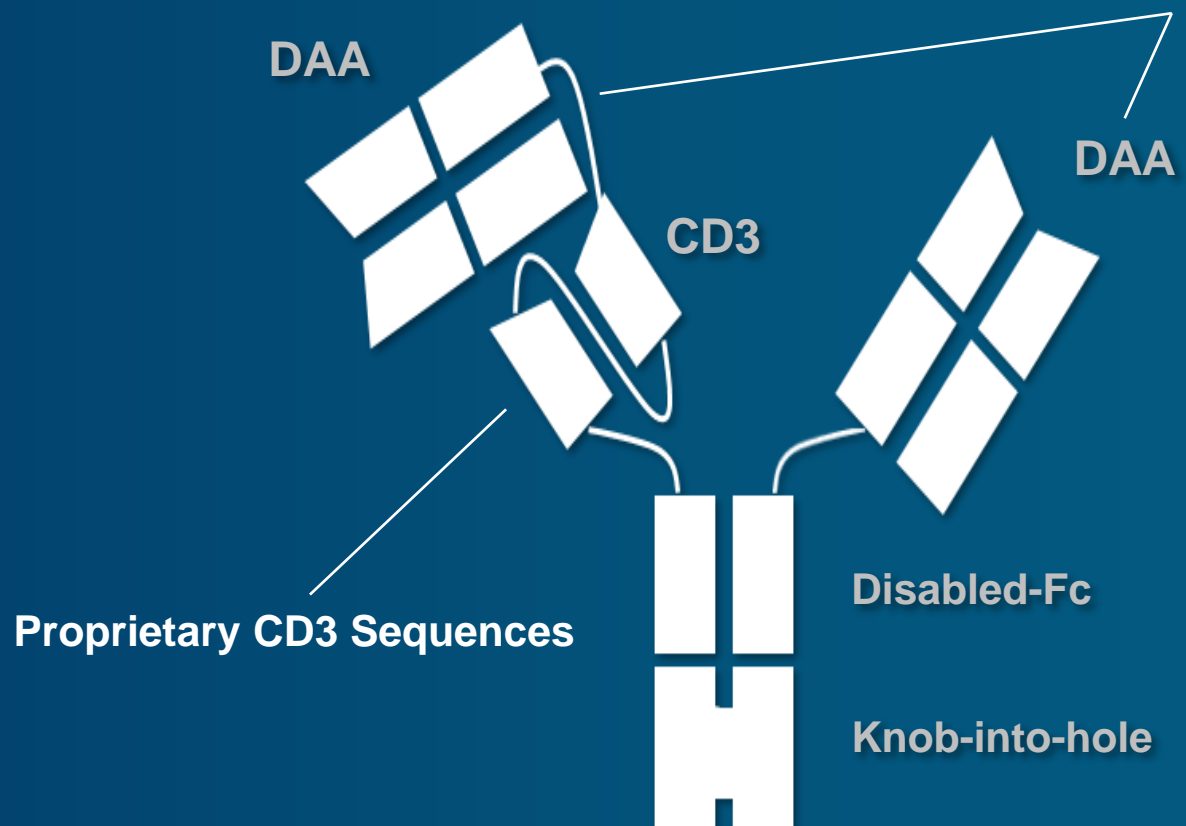 DAA
DAA
CD3
Disabled-Fc
Proprietary CD3 Sequences
Knob-into-hole